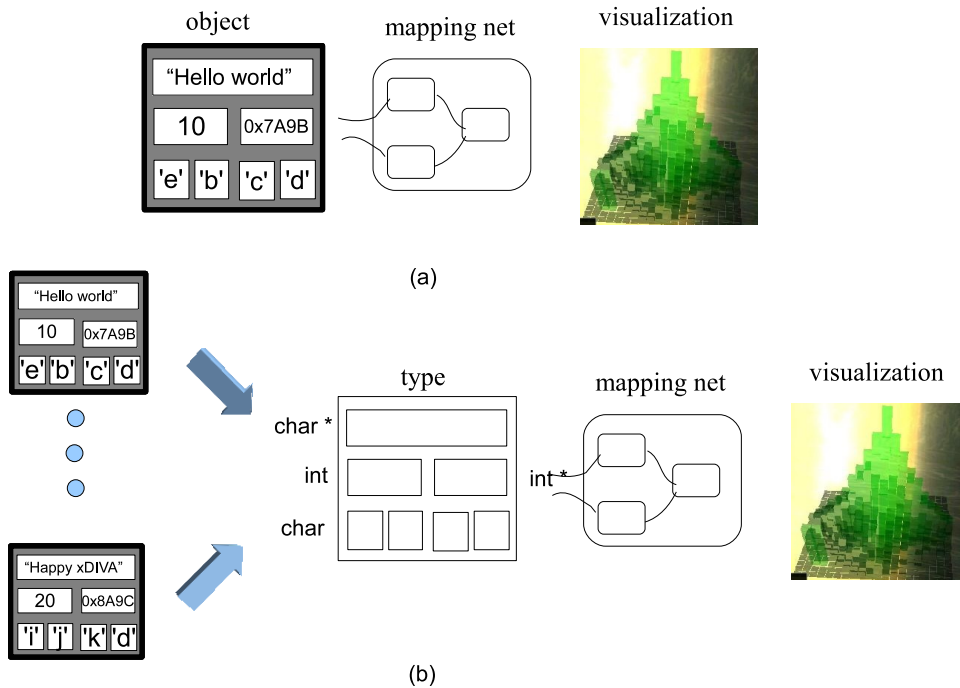 object
mapping net
visualization
“Hello world”
10
0x7A9B
'e' 'b' 'c' 'd'
(a)
“Hello world”
10
0x7A9B
'e' 'b' 'c' 'd'
type
mapping net
visualization
char *
int
int *
char
“Happy xDIVA”
20
0x8A9C
'i' 'j' 'k' 'd'
(b)